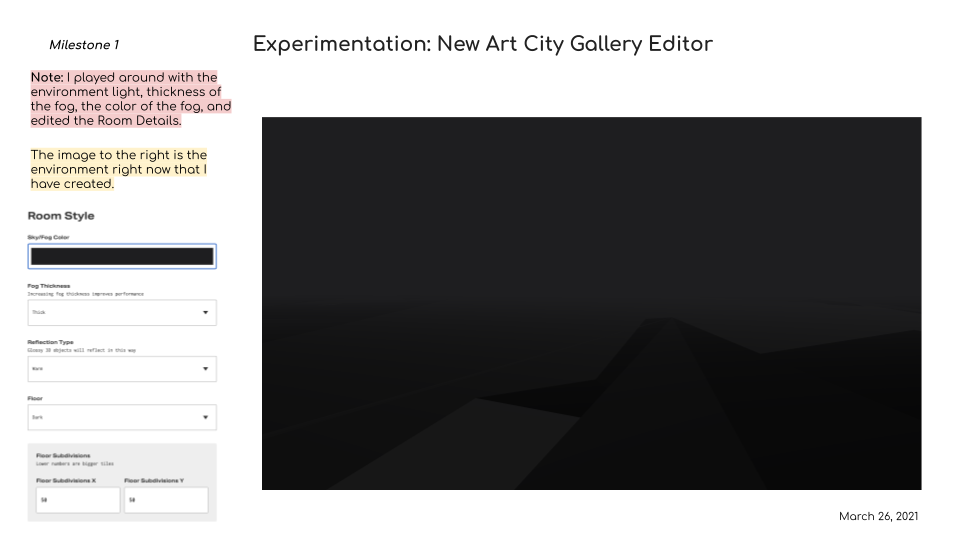 Milestone 1
Experimentation: New Art City Gallery Editor
Note: I played around with the
environment light, thickness of
the fog, the color of the fog, and
edited the Room Details.
The image to the right is the
environment right now that I
have created.
Room Style
Sky/Fog Color
Fog Thickness
Increasing fog thickness improves performance
Thick
Reflection Type
Glossy 3D objects will reflect in this way
Warm
Floor
Dark
Floor Subdivisions
Lower numbers are bigger tiles
Floor Subdivisions X Floor Subdivisions Y
50 50
March 26, 2021